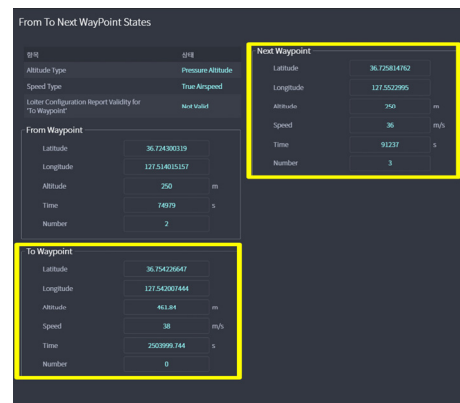 From To Next WayPoint States
항목 상태
Altitude Type Pressure Altitude
Speed Type True Airspeed
Loiter Configuration Report Validity for
'To Waypoint' Not Valid
From Waypoint
Latitude 36.724300319
Longitude 127.514015157
Altitude 250 m
Time 74979 s
Number 2
To Waypoint
Latitude 36.754226647
Longitude 127.542007444
Altitude 461.84 m
Speed 38 m/s
Time 2503999.744 s
Number 0
Next Waypoint
Latitude 36.725814762
Longitude 127.5522995
Altitude 250 m
Speed 36 m/s
Time 91237 s
Number 3